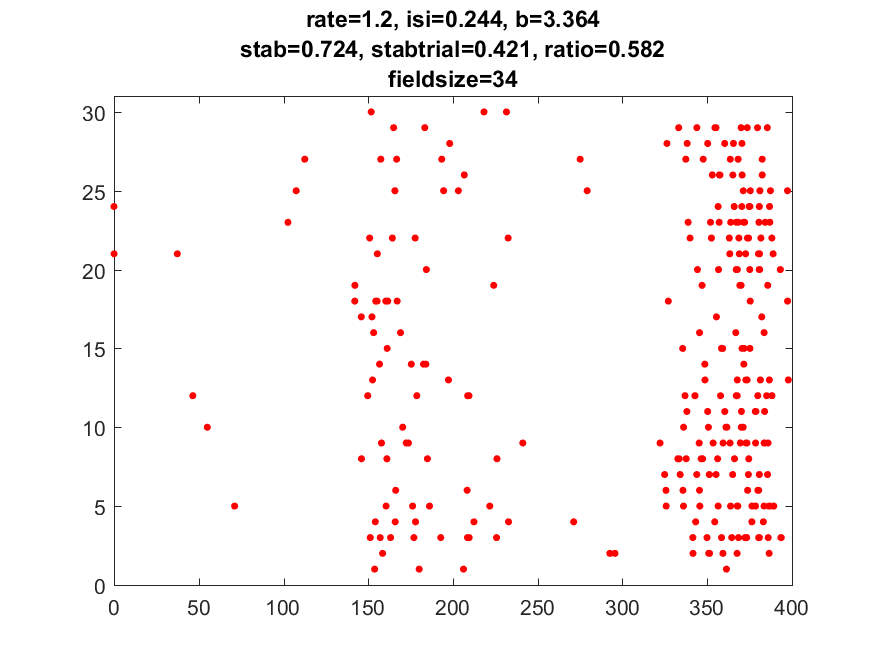 rate=1.2, isi=0.244, b=3.364
stab=0.724, stabtrial=0.421, ratio=0.582
fieldsize=34
30
25
20
15
10
5
0
0 50 100 150 200 250 300 350 400